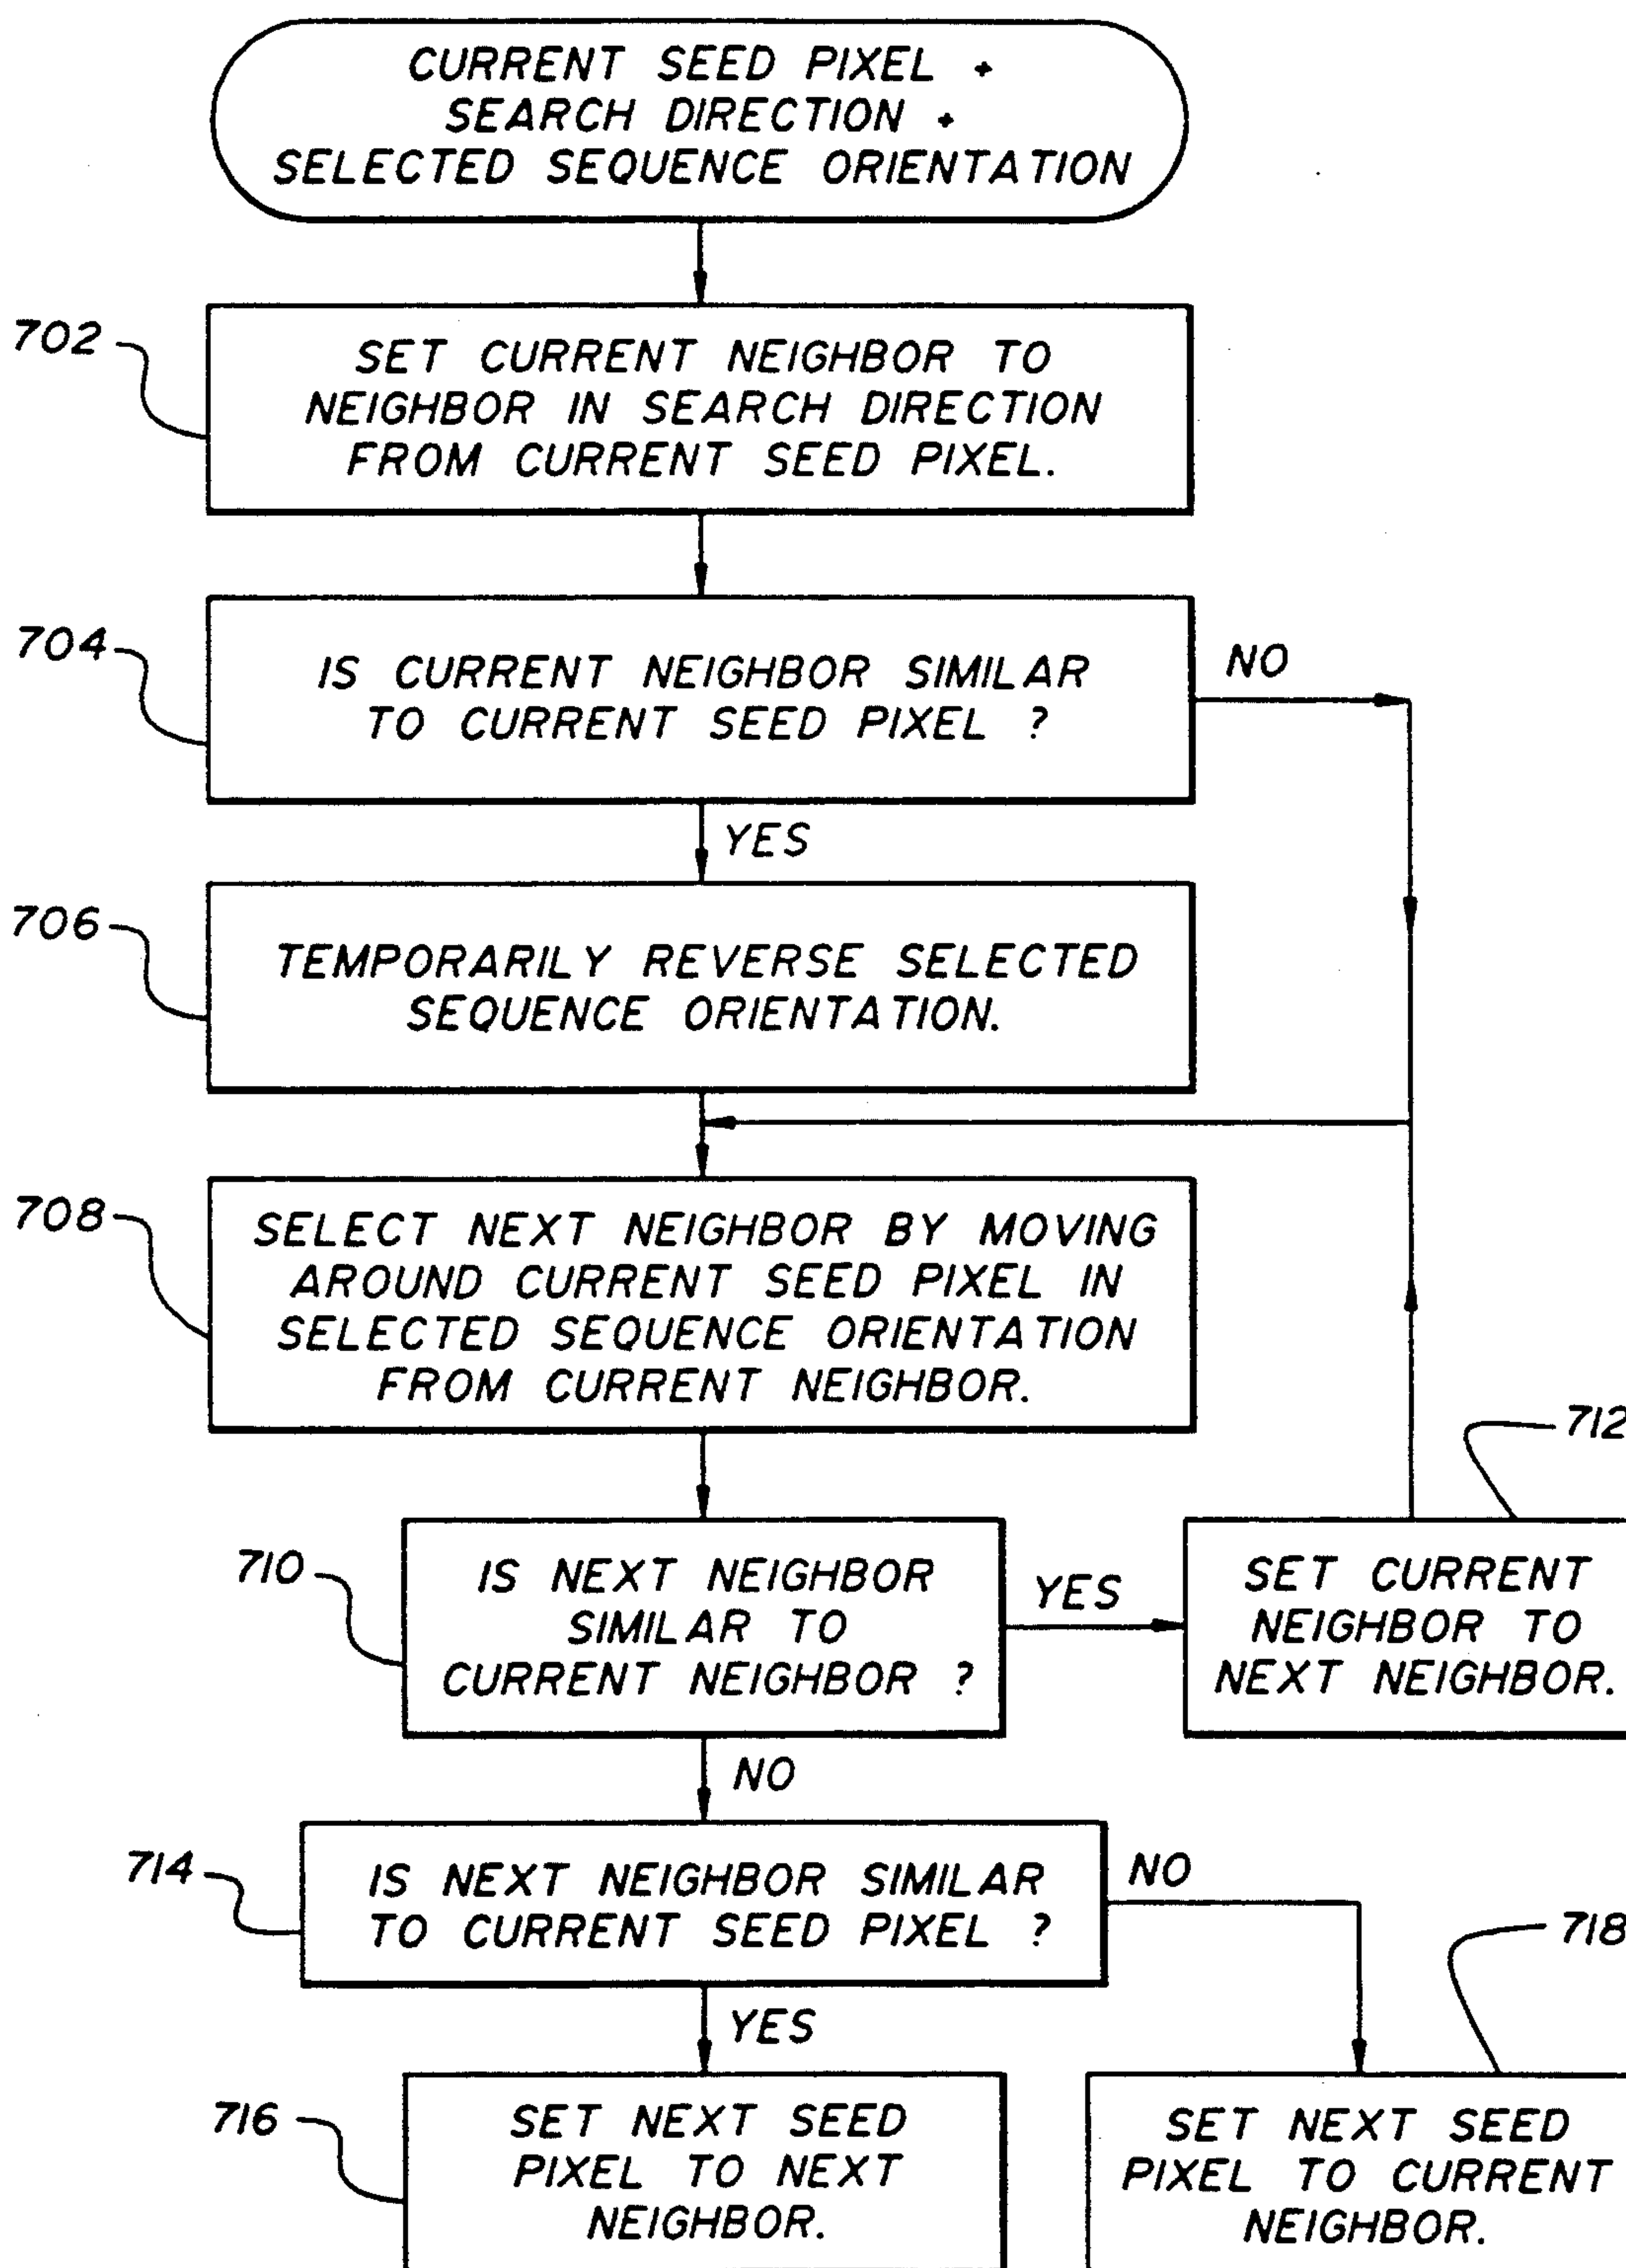 CURRENT SEED PIXEL +
SEARCH DIRECTION +
SELECTED SEQUENCE ORIENTATION
702
SET CURRENT NEIGHBOR TO
NEIGHBOR IN SEARCH DIRECTION
FROM CURRENT SEED PIXEL.
704
IS CURRENT NEIGHBOR SIMILAR
TO CURRENT SEED PIXEL ?
NO
YES
706
TEMPORARILY REVERSE SELECTED
SEQUENCE ORIENTATION.
708
SELECT NEXT NEIGHBOR BY MOVING
AROUND CURRENT SEED PIXEL IN
SELECTED SEQUENCE ORIENTATION
FROM CURRENT NEIGHBOR.
710
IS NEXT NEIGHBOR
SIMILAR TO
CURRENT NEIGHBOR ?
YES
712
SET CURRENT
NEIGHBOR TO
NEXT NEIGHBOR.
NO
714
IS NEXT NEIGHBOR SIMILAR
TO CURRENT SEED PIXEL ?
NO
YES
716
SET NEXT SEED
PIXEL TO NEXT
NEIGHBOR.
718
SET NEXT SEED
PIXEL TO CURRENT
NEIGHBOR.